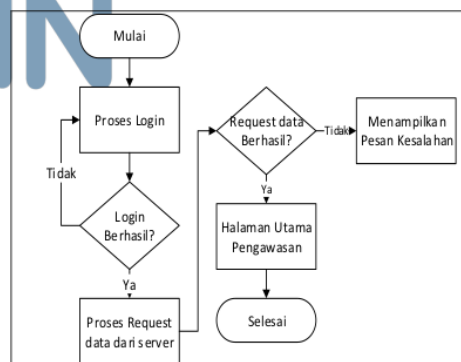 Mulai
Proses Login
Tidak
Login
Berhasil?
Ya
Proses Request
data dari server
Request data
Berhasil?
Tidak
Menampilkan
Pesan Kesalahan
Ya
Halaman Utama
Pengawasan
Selesai